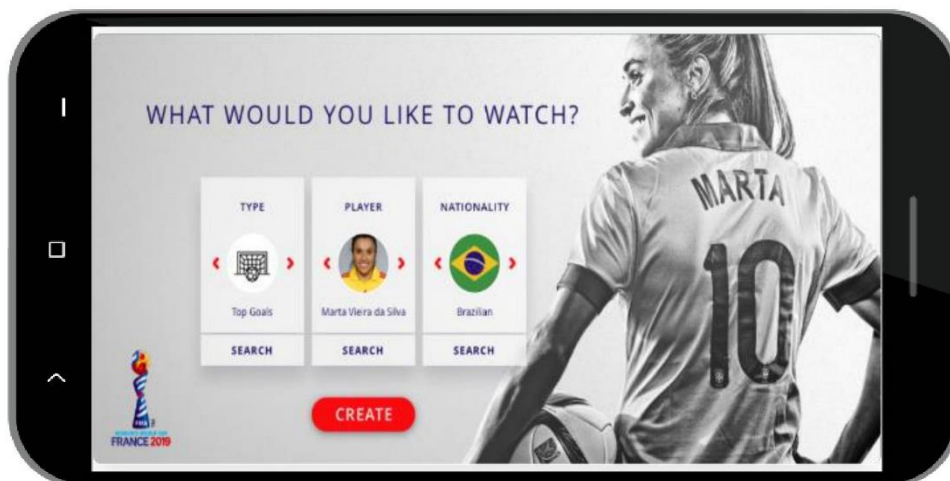 WHAT WOULD YOU LIKE TO WATCH?
TYPE
PLAYER
NATIONALITY
Top Goals
Marta Vieira da Silva
Brazilian
SEARCH
SEARCH
SEARCH
CREATE
MARTA
10
FIFA
FRANCE 2019